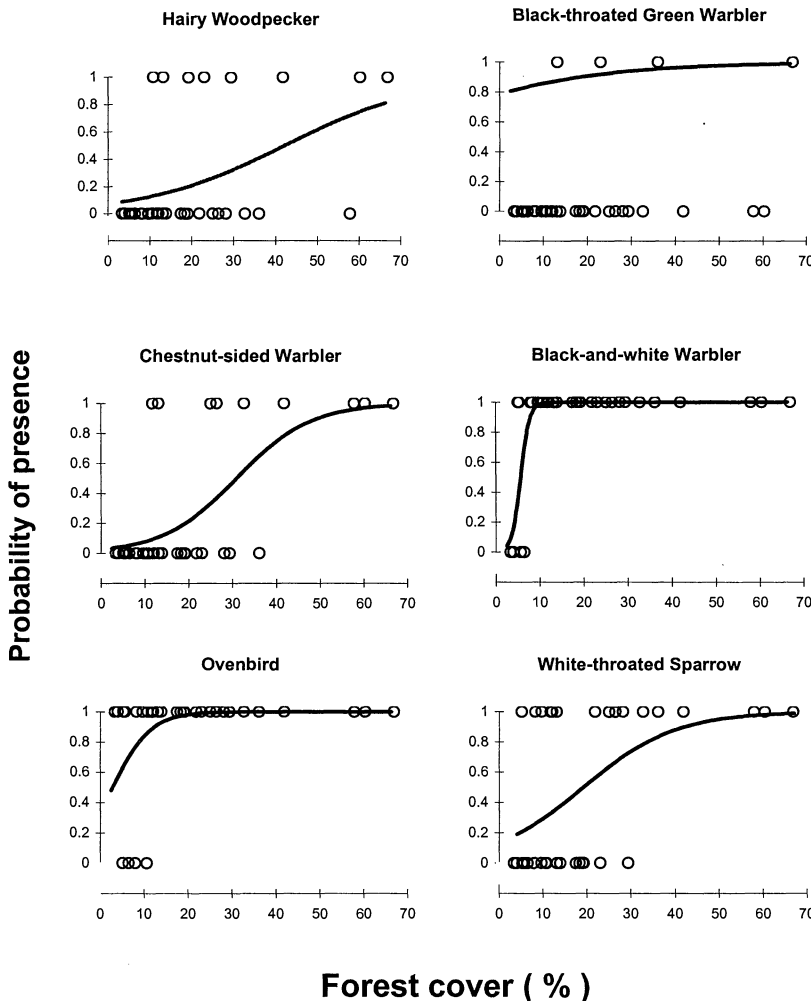 Hairy Woodpecker
1
0.8
0.6
0.4
0.2
0
0 10 20 30 40 50 60 70
Black-throated Green Warbler
1
0.8
0.6
0.4
0.2
0
0 10 20 30 40 50 60 70
Probability of presence
Chestnut-sided Warbler
1
0.8
0.6
0.4
0.2
0
0 10 20 30 40 50 60 70
Black-and-white Warbler
1
0.8
0.6
0.4
0.2
0
0 10 20 30 40 50 60 70
Ovenbird
1
0.8
0.6
0.4
0.2
0
0 10 20 30 40 50 60 70
White-throated Sparrow
1
0.8
0.6
0.4
0.2
0
0 10 20 30 40 50 60 70
Forest cover ( % )